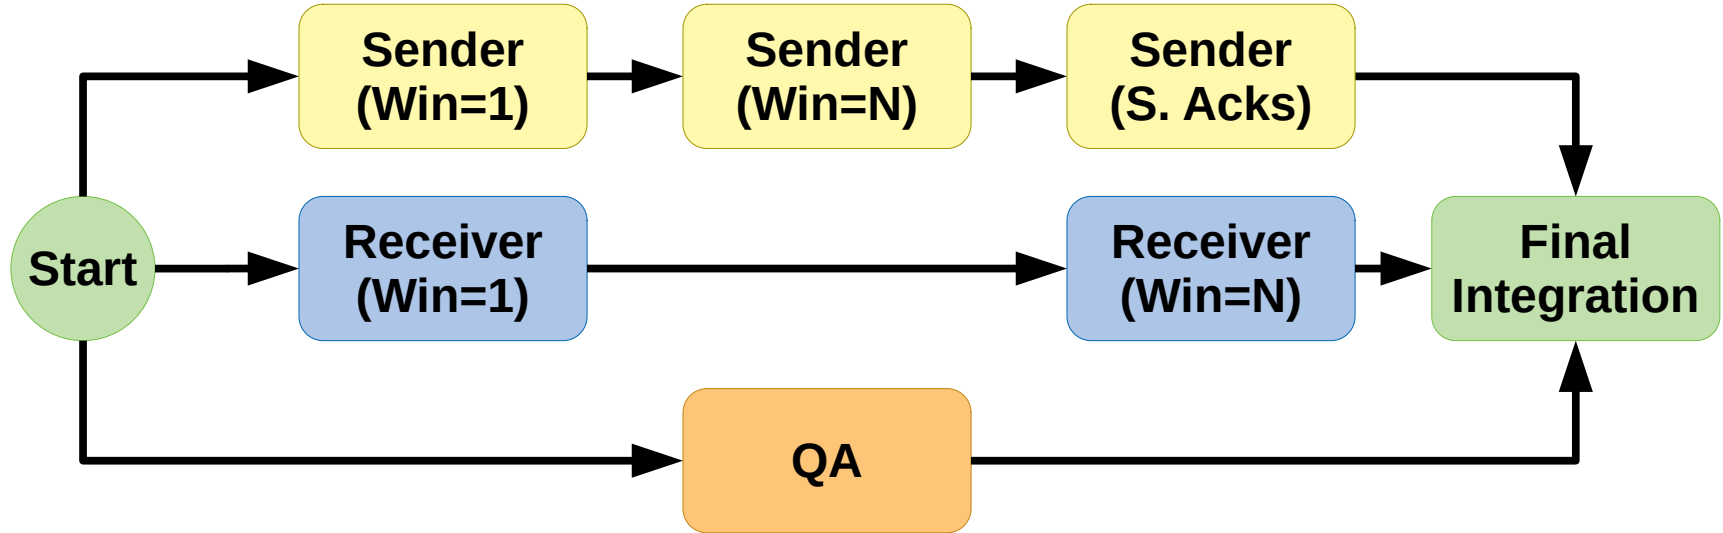 Sender
(Win=1)
Sender
(Win=N)
Sender
(S. Acks)
Start
Receiver
(Win=1)
Receiver
(Win=N)
Final
Integration
QA